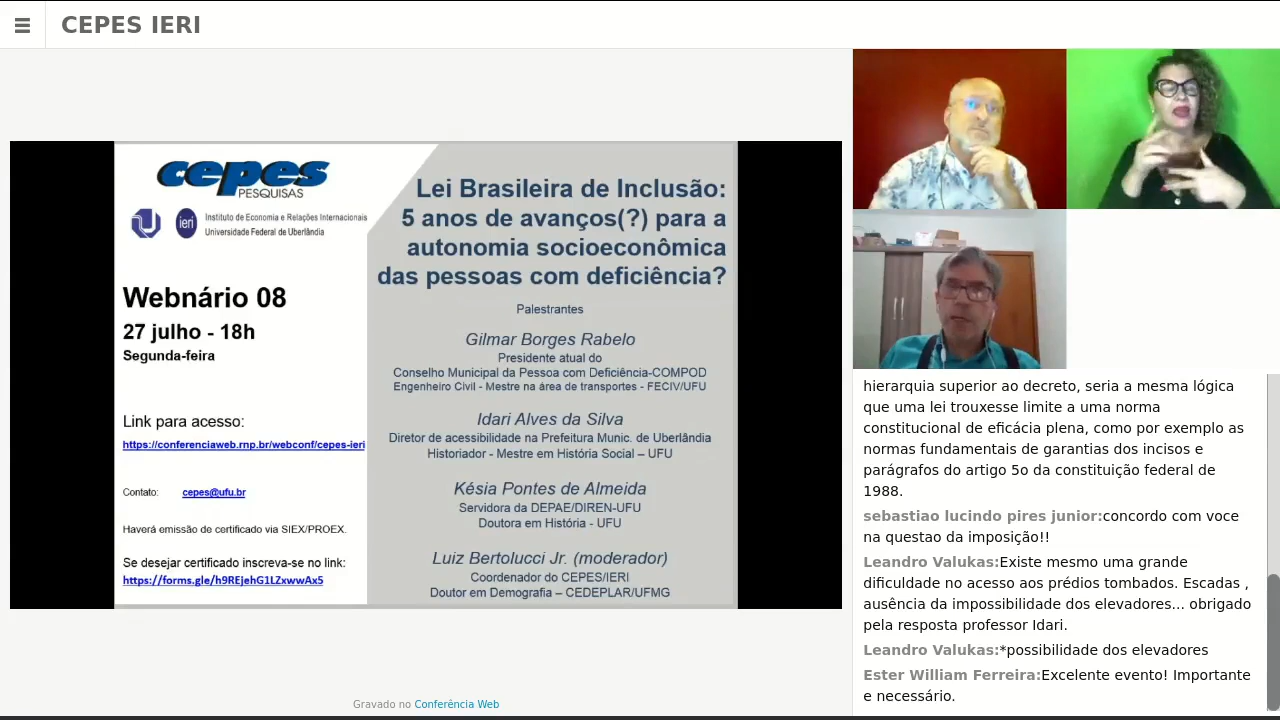 CEPES IERI
cepes
PESQUISAS
ieri
Instituto de Economia e Relações Internacionais
Universidade Federal de Uberlândia
Webnário 08
27 julho - 18h
Segunda-feira
Link para acesso:
https://conferenciaweb.rnp.br/webconf/cepes-ieri
Contato: cepes@ufu.br
Haverá emissão de certificado via SIEX/PROEX.
Se desejar certificado inscreva-se no link:
https://forms.gle/h9REjehG1LZxwwAx5
Lei Brasileira de Inclusão:
5 anos de avanços(?) para a
autonomia socioeconômica
das pessoas com deficiência?
Palestrantes
Gilmar Borges Rabelo
Presidente atual do
Conselho Municipal da Pessoa com Deficiência-COMPOD
Engenheiro Civil - Mestre na área de transportes - FECIV/UFU
Idari Alves da Silva
Diretor de acessibilidade na Prefeitura Munic. de Uberlândia
Historiador - Mestre em História Social – UFU
Késia Pontes de Almeida
Servidora da DEPAE/DIREN-UFU
Doutora em História - UFU
Luiz Bertolucci Jr. (moderador)
Coordenador do CEPES/IERI
Doutor em Demografia – CEDEPLAR/UFMG
Gravado no Conferência Web
hierarquia superior ao decreto, seria a mesma lógica
que uma lei trouxesse limite a uma norma
constitucional de eficácia plena, como por exemplo as
normas fundamentais de garantias dos incisos e
parágrafos do artigo 5o da constituição federal de
1988.
sebastiao lucindo pires junior:concordo com voce
na questao da imposição!!
Leandro Valukas:Existe mesmo uma grande
dificuldade no acesso aos prédios tombados. Escadas ,
ausência da impossibilidade dos elevadores... obrigado
pela resposta professor Idari.
Leandro Valukas:*possibilidade dos elevadores
Ester William Ferreira:Excelente evento! Importante
e necessário.